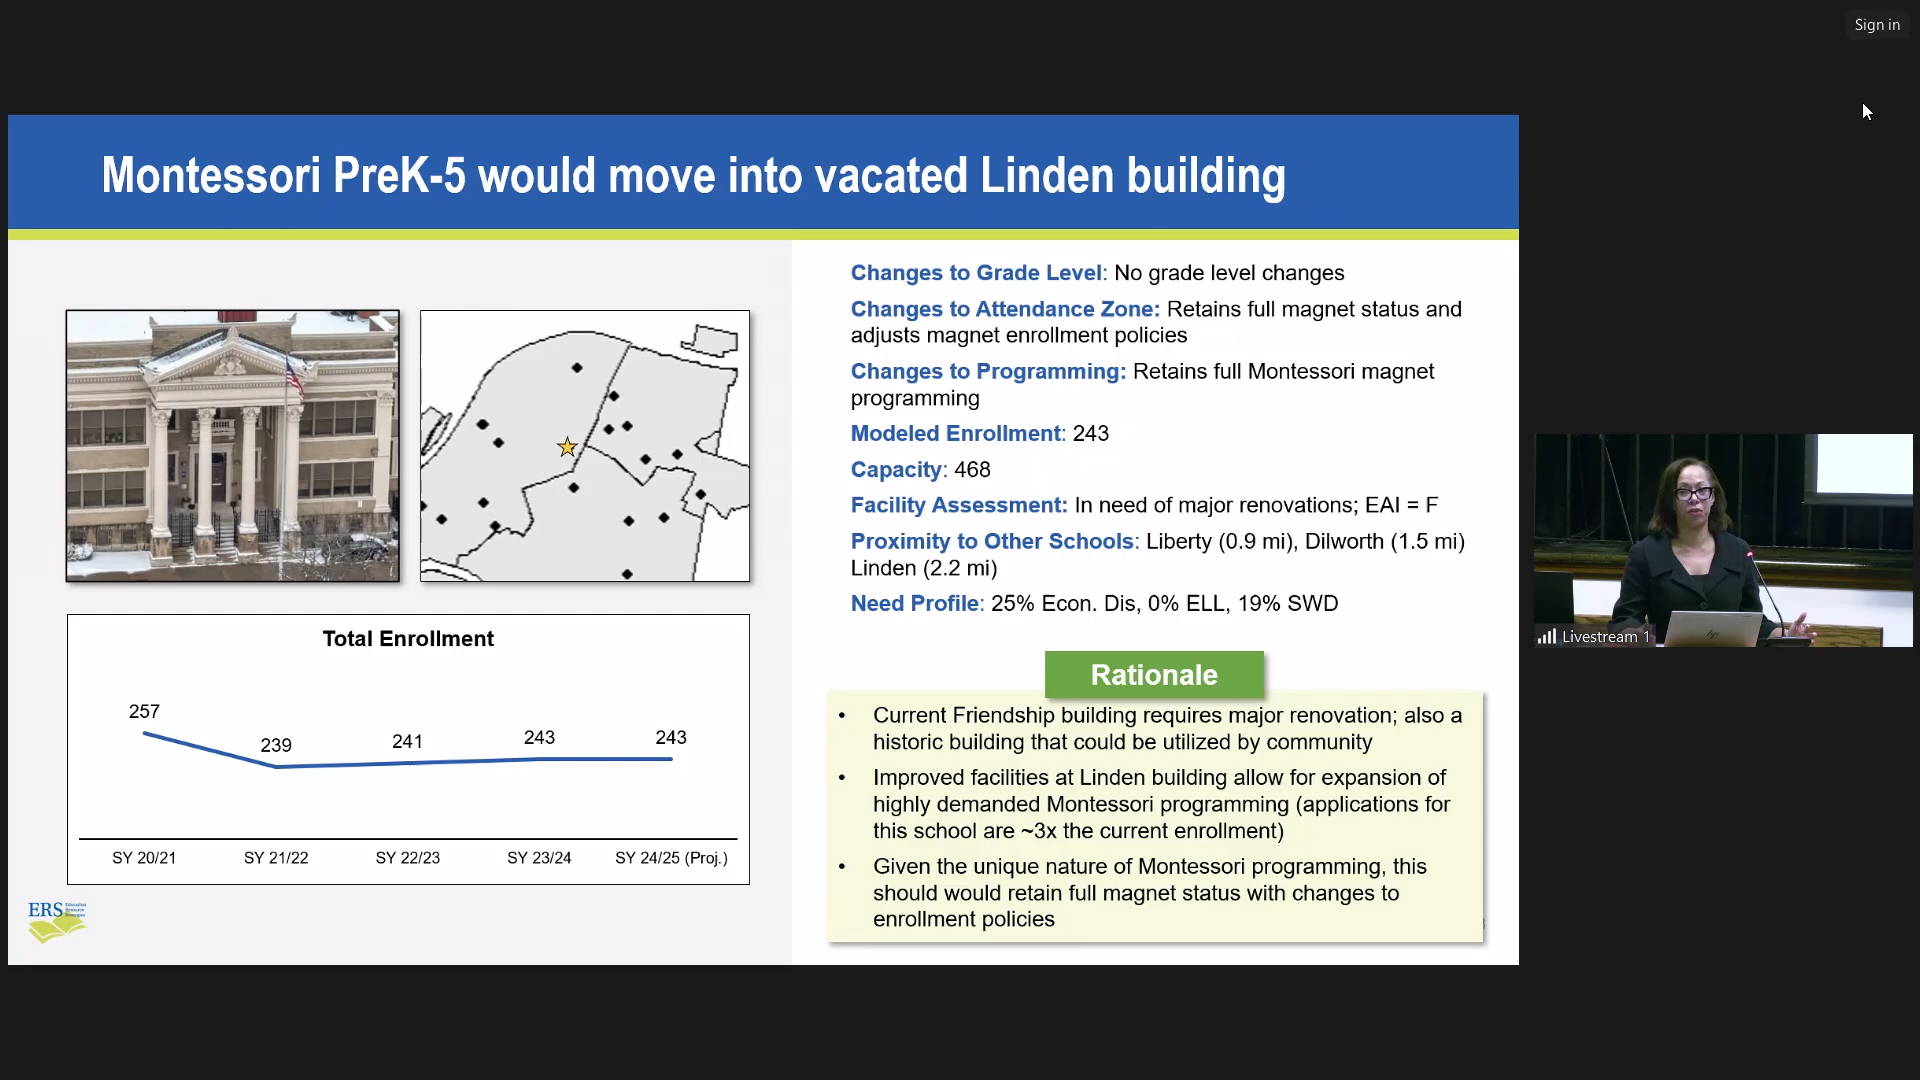 Sign in
Montessori PreK-5 would move into vacated Linden building
Changes to Grade Level: No grade level changes
Changes to Attendance Zone: Retains full magnet status and
adjusts magnet enrollment policies
Changes to Programming: Retains full Montessori magnet
programming
Modeled Enrollment: 243
Capacity: 468
Facility Assessment: In need of major renovations; EAI = F
Proximity to Other Schools: Liberty (0.9 mi), Dilworth (1.5 mi)
Linden (2.2 mi)
Need Profile: 25% Econ. Dis, 0% ELL, 19% SWD
Total Enrollment
257
239
241
243
243
SY 20/21
SY 21/22
SY 22/23
SY 23/24
SY 24/25 (Proj.)
Rationale
• Current Friendship building requires major renovation; also a
historic building that could be utilized by community
• Improved facilities at Linden building allow for expansion of
highly demanded Montessori programming (applications for
this school are ~3x the current enrollment)
• Given the unique nature of Montessori programming, this
should would retain full magnet status with changes to
enrollment policies
ERS
Education
Resource
Strategies
Livestream 1
hp